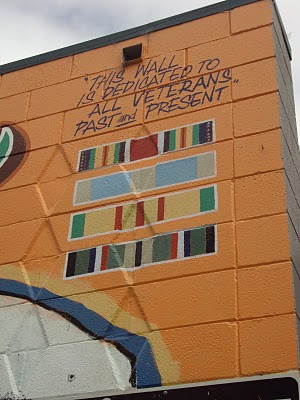 "THIS WALL
IS DEDICATED TO
ALL VETERANS
PAST and PRESENT"